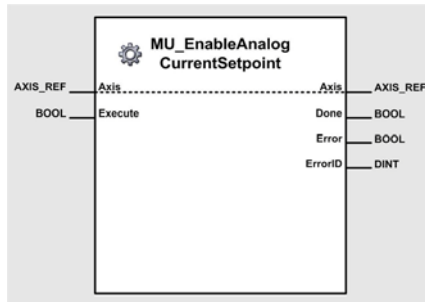 MU_EnableAnalog
CurrentSetpoint
AXIS_REF Axis Axis AXIS_REF
BOOL Execute Done BOOL
Error BOOL
ErrorID DINT